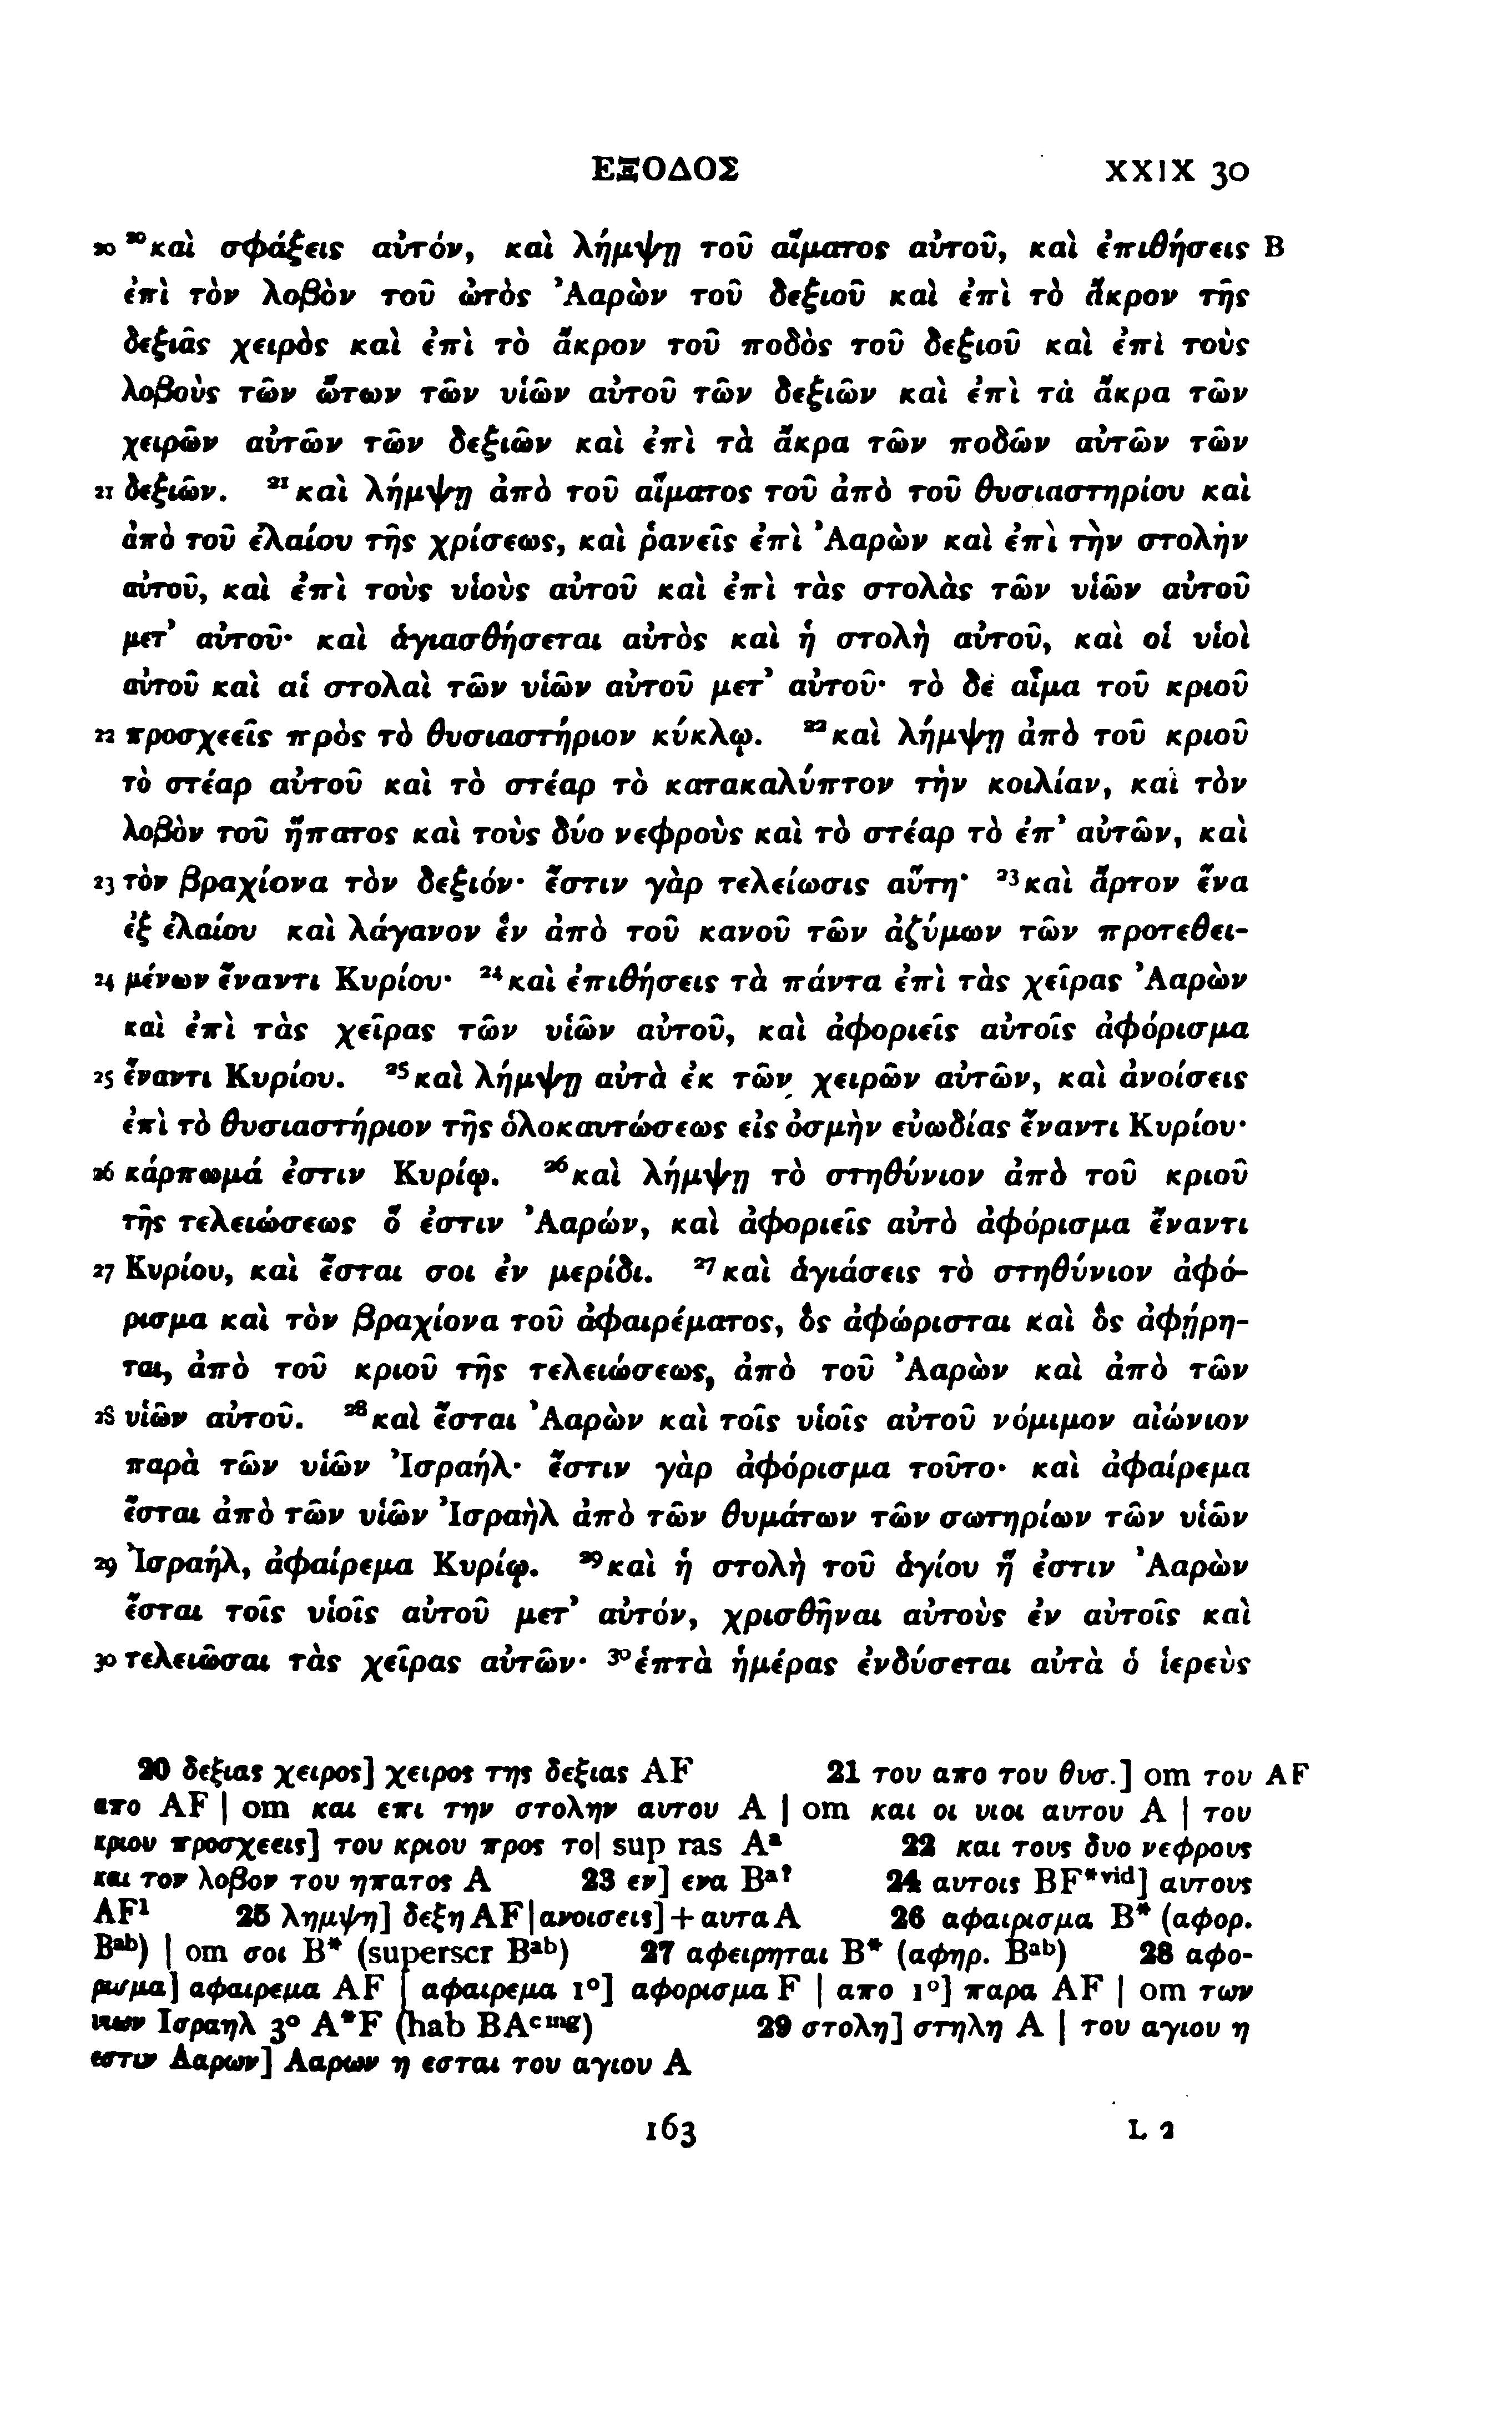 ΕΞΟΔΟΣ XXIX 30
20 ²⁰καὶ σφάξεις αὐτόν, καὶ λήμψῃ τοῦ αἵματος αὐτοῦ, καὶ ἐπιθήσεις B
ἐπὶ τὸν λοβὸν τοῦ ὠτὸς Ἀαρὼν τοῦ δεξιοῦ καὶ ἐπὶ τὸ ἄκρον τῆς
δεξιᾶς χειρὸς καὶ ἐπὶ τὸ ἄκρον τοῦ ποδὸς τοῦ δεξιοῦ καὶ ἐπὶ τοὺς
λοβοὺς τῶν ὤτων τῶν υἱῶν αὐτοῦ τῶν δεξιῶν καὶ ἐπὶ τὰ ἄκρα τῶν
χειρῶν αὐτῶν τῶν δεξιῶν καὶ ἐπὶ τὰ ἄκρα τῶν ποδῶν αὐτῶν τῶν
21 δεξιῶν. ²¹καὶ λήμψῃ ἀπὸ τοῦ αἵματος τοῦ ἀπὸ τοῦ θυσιαστηρίου καὶ
ἀπὸ τοῦ ἐλαίου τῆς χρίσεως, καὶ ῥανεῖς ἐπὶ Ἀαρὼν καὶ ἐπὶ τὴν στολὴν
αὐτοῦ, καὶ ἐπὶ τοὺς υἱοὺς αὐτοῦ καὶ ἐπὶ τὰς στολὰς τῶν υἱῶν αὐτοῦ
μετ’ αὐτοῦ· καὶ ἁγιασθήσεται αὐτὸς καὶ ἡ στολὴ αὐτοῦ, καὶ οἱ υἱοὶ
αὐτοῦ καὶ αἱ στολαὶ τῶν υἱῶν αὐτοῦ μετ’ αὐτοῦ· τὸ δὲ αἷμα τοῦ κριοῦ
22 προσχεεῖς πρὸς τὸ θυσιαστήριον κύκλῳ. ²²καὶ λήμψῃ ἀπὸ τοῦ κριοῦ
τὸ στέαρ αὐτοῦ καὶ τὸ στέαρ τὸ κατακαλύπτον τὴν κοιλίαν, καὶ τὸν
λοβὸν τοῦ ἥπατος καὶ τοὺς δύο νεφροὺς καὶ τὸ στέαρ τὸ ἐπ’ αὐτῶν, καὶ
23 τὸν βραχίονα τὸν δεξιόν· ἔστιν γὰρ τελείωσις αὕτη· ²³καὶ ἄρτον ἕνα
ἐξ ἐλαίου καὶ λάγανον ἓν ἀπὸ τοῦ κανοῦ τῶν ἀζύμων τῶν προτεθει-
24 μένων ἔναντι Κυρίου· ²⁴καὶ ἐπιθήσεις τὰ πάντα ἐπὶ τὰς χεῖρας Ἀαρὼν
καὶ ἐπὶ τὰς χεῖρας τῶν υἱῶν αὐτοῦ, καὶ ἀφοριεῖς αὐτοῖς ἀφόρισμα
25 ἔναντι Κυρίου. ²⁵καὶ λήμψῃ αὐτὰ ἐκ τῶν χειρῶν αὐτῶν, καὶ ἀνοίσεις
ἐπὶ τὸ θυσιαστήριον τῆς ὁλοκαυτώσεως εἰς ὀσμὴν εὐωδίας ἔναντι Κυρίου·
26 κάρπωμά ἐστιν Κυρίῳ. ²⁶καὶ λήμψῃ τὸ στηθύνιον ἀπὸ τοῦ κριοῦ
τῆς τελειώσεως ὅ ἐστιν Ἀαρών, καὶ ἀφοριεῖς αὐτὸ ἀφόρισμα ἔναντι
27 Κυρίου, καὶ ἔσται σοι ἐν μερίδι. ²⁷καὶ ἁγιάσεις τὸ στηθύνιον ἀφό-
ρισμα καὶ τὸν βραχίονα τοῦ ἀφαιρέματος, ὃς ἀφώρισται καὶ ὃς ἀφῄρη-
ται, ἀπὸ τοῦ κριοῦ τῆς τελειώσεως, ἀπὸ τοῦ Ἀαρὼν καὶ ἀπὸ τῶν
28 υἱῶν αὐτοῦ. ²⁸καὶ ἔσται Ἀαρὼν καὶ τοῖς υἱοῖς αὐτοῦ νόμιμον αἰώνιον
παρὰ τῶν υἱῶν Ἰσραήλ· ἔστιν γὰρ ἀφόρισμα τοῦτο· καὶ ἀφαίρεμα
ἔσται ἀπὸ τῶν υἱῶν Ἰσραὴλ ἀπὸ τῶν θυμάτων τῶν σωτηρίων τῶν υἱῶν
29 Ἰσραήλ, ἀφαίρεμα Κυρίῳ. ²⁹καὶ ἡ στολὴ τοῦ ἁγίου ἥ ἐστιν Ἀαρὼν
ἔσται τοῖς υἱοῖς αὐτοῦ μετ’ αὐτόν, χρισθῆναι αὐτοὺς ἐν αὐτοῖς καὶ
30 τελειῶσαι τὰς χεῖρας αὐτῶν· ³⁰ἑπτὰ ἡμέρας ἐνδύσεται αὐτὰ ὁ ἱερεὺς
20 δεξιας χειρος] χειρος της δεξιας AF 21 του απο του θυσ.] om του AF
απο AF | om και επι την στολην αυτου A | om και οι υιοι αυτου A | του
κριου προσχεεις] του κριου προς το| sup ras Aᵃ 22 και τους δυο νεφρους
και τον λοβον του ηπατος A 23 εν] ενα Bᵃ? 24 αυτοις BF*ᵛⁱᵈ] αυτους
AF¹ 25 λημψη] δεξη AF | ανοισεις] + αυτα A 26 αφαιρισμα B* (αφορ.
Bᵃᵇ) | om σοι B* (superscr Bᵃᵇ) 27 αφειρηται B* (αφηρ. Bᵃᵇ) 28 αφο-
ρισμα] αφαιρεμα AF | αφαιρεμα 1°] αφορισμα F | απο 1°] παρα AF | om των
υιων Ισραηλ 3° A*F (hab BAᶜᵐᵍ) 29 στολη] στηλη A | του αγιου η
εστιν Ααρων] Ααρων η εσται του αγιου A
163 L 2